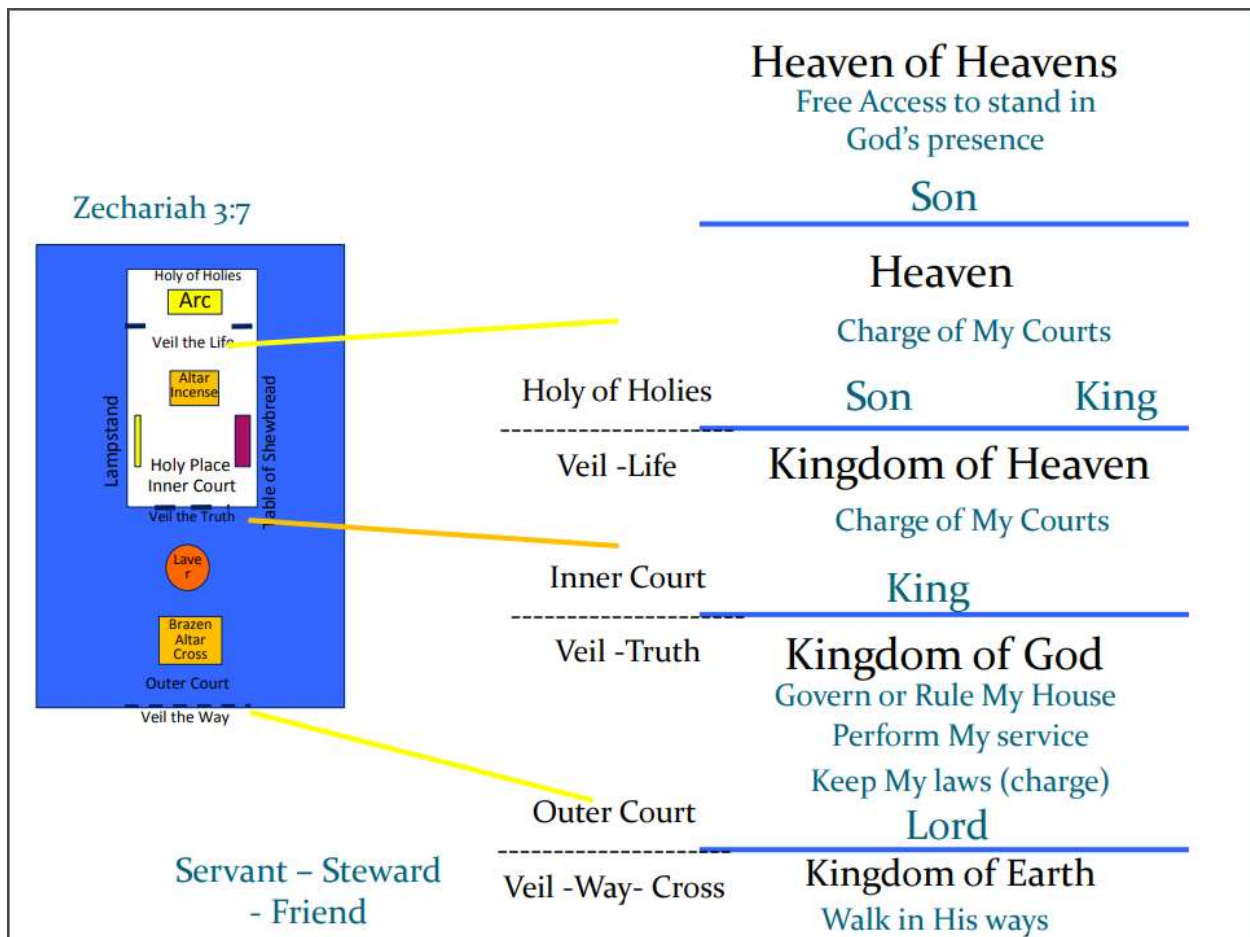 Zechariah 3:7
Holy of Holies
Arc
Veil the Life
Altar
Incense
Lampstand
Table of Shewbread
Holy Place
Inner Court
Veil the Truth
Lave
r
Brazen
Altar
Cross
Outer Court
Veil the Way
Servant – Steward
- Friend
Holy of Holies
Veil -Life
Inner Court
Veil -Truth
Outer Court
Veil -Way- Cross
Heaven of Heavens
Free Access to stand in
God's presence
Son
Heaven
Charge of My Courts
Son King
Kingdom of Heaven
Charge of My Courts
King
Kingdom of God
Govern or Rule My House
Perform My service
Keep My laws (charge)
Lord
Kingdom of Earth
Walk in His ways